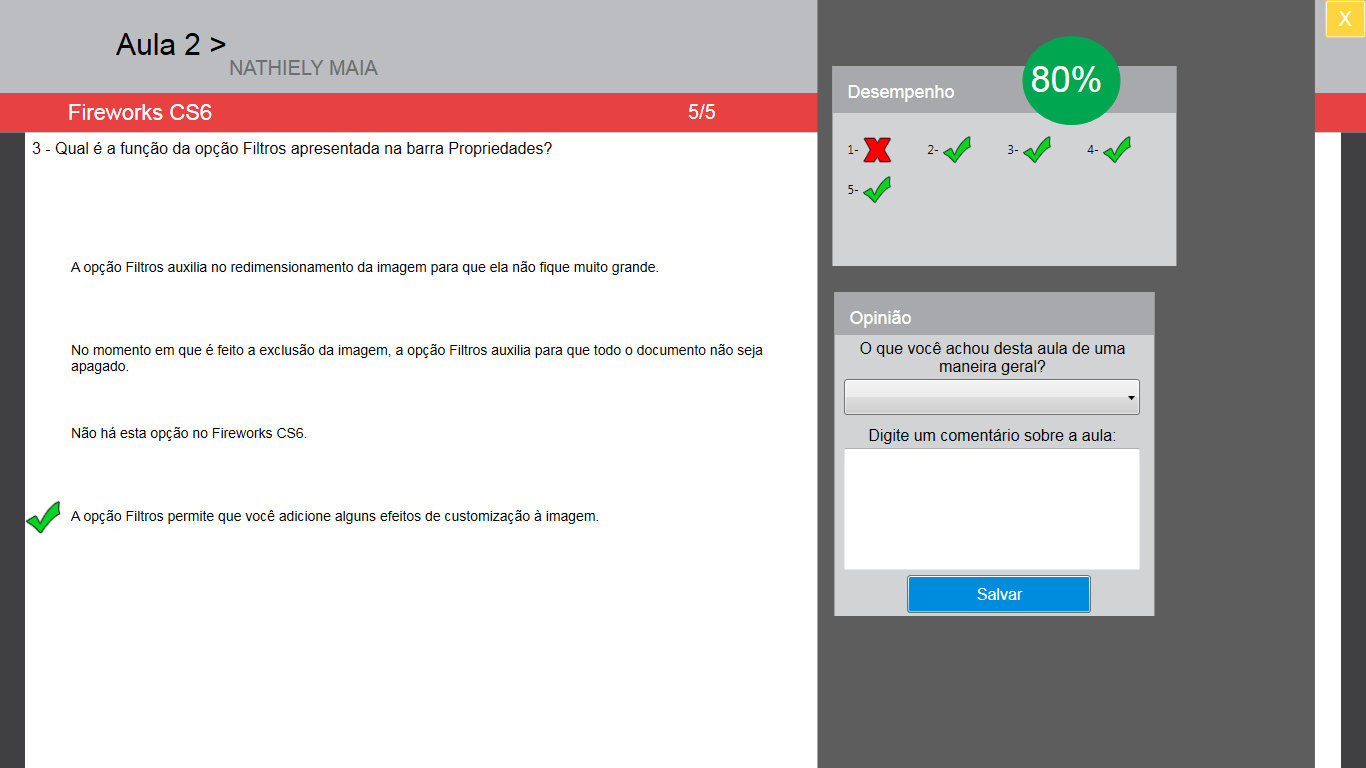 Aula 2 >
NATHIELY MAIA
Fireworks CS6
5/5
3 - Qual é a função da opção Filtros apresentada na barra Propriedades?
A opção Filtros auxilia no redimensionamento da imagem para que ela não fique muito grande.
No momento em que é feito a exclusão da imagem, a opção Filtros auxilia para que todo o documento não seja
apagado.
Não há esta opção no Fireworks CS6.
A opção Filtros permite que você adicione alguns efeitos de customização à imagem.
X
Desempenho
80%
1-
2-
3-
4-
5-
Opinião
O que você achou desta aula de uma
maneira geral?
Digite um comentário sobre a aula:
Salvar